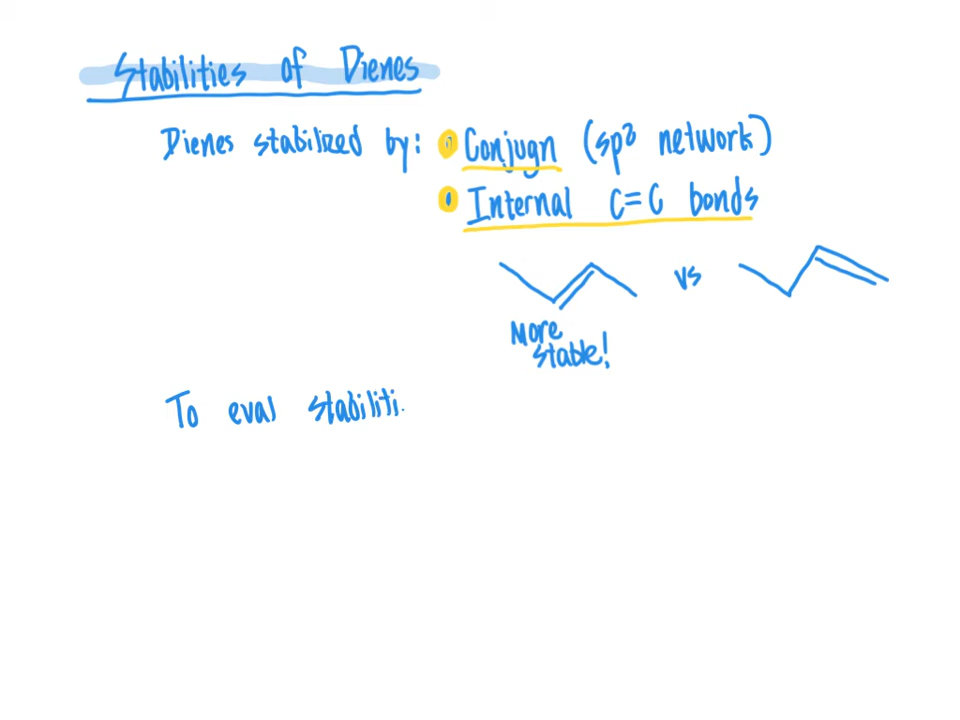 Stabilities of Dienes
Dienes stabilized by: • Conjugn (sp² network)
• Internal C=C bonds
vs
More
stable!
To eval stabiliti